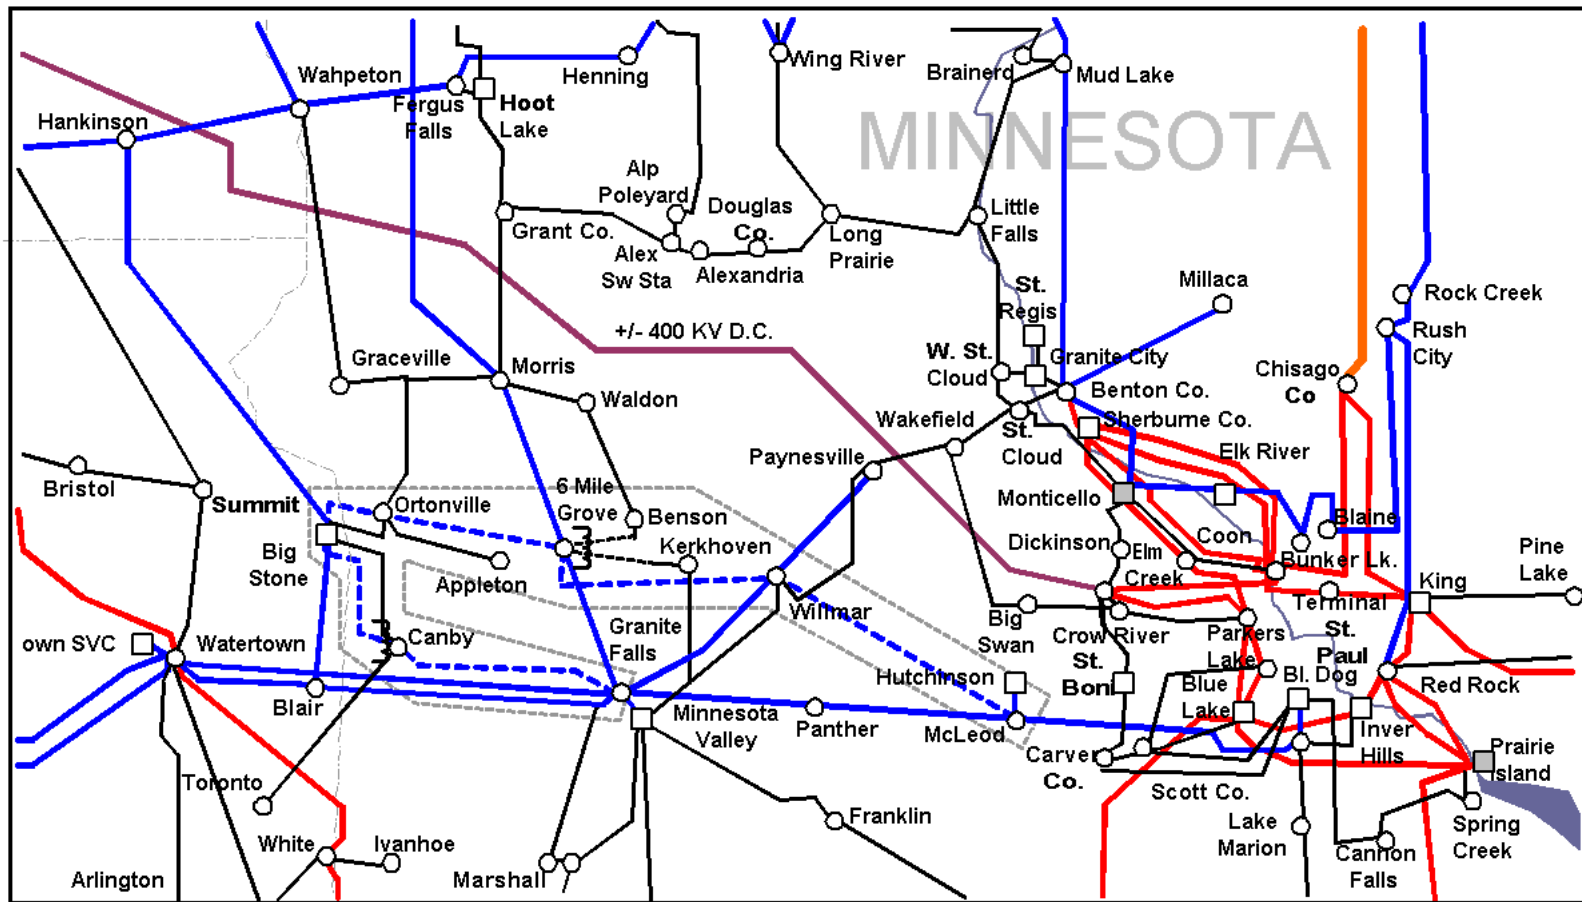 Wahpeton
Henning
Wing River
Brainerd
Mud Lake
Fergus
Falls
Hoot
Lake
Hankinson
MINNESOTA
Alp
Poleyard
Douglas
Co.
Grant Co.
Alex
Sw Sta
Alexandria
Long
Prairie
Little
Falls
St.
Regis
Millaca
Rock Creek
Rush
City
+/- 400 KV D.C.
Graceville
Morris
W. St.
Cloud
Granite City
Benton Co.
Chisago
Co
Waldon
Wakefield
St.
Cloud
Sherburne Co.
Elk River
Paynesville
Bristol
Summit
Ortonville
6 Mile
Grove
Benson
Monticello
Blaine
Big
Stone
Appleton
Kerkhoven
Dickinson
Elm
Creek
Coon
Bunker Lk.
Pine
Lake
King
Terminal
own SVC
Watertown
Canby
Granite
Falls
Willmar
Big
Swan
Crow River
Parkers
Lake
St.
Paul
Blair
Minnesota
Valley
Panther
Hutchinson
McLeod
St.
Boni
Blue
Lake
Bl. Dog
Red Rock
Inver
Hills
Prairie
Island
Carver
Co.
Scott Co.
Toronto
Franklin
Lake
Marion
Cannon
Falls
Spring
Creek
White
Ivanhoe
Arlington
Marshall